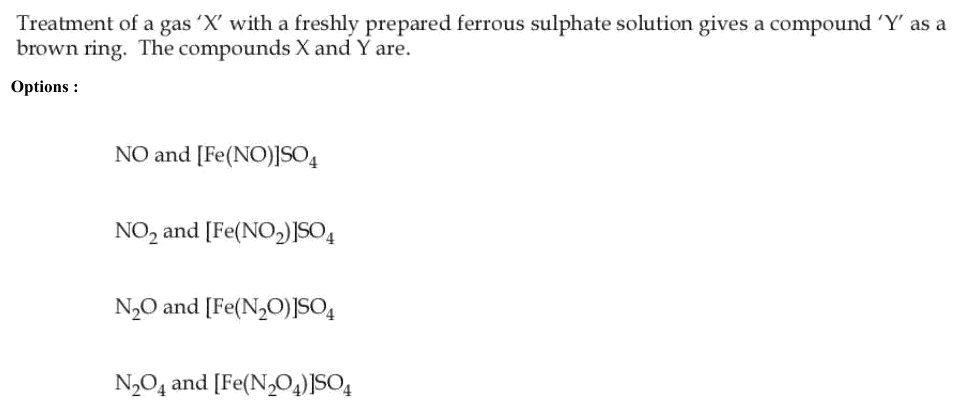 Treatment of a gas ‘X’ with a freshly prepared ferrous sulphate solution gives a compound ‘Y’ as a
brown ring. The compounds X and Y are.
Options :
NO and [Fe(NO)]SO₄
NO₂ and [Fe(NO₂)]SO₄
N₂O and [Fe(N₂O)]SO₄
N₂O₄ and [Fe(N₂O₄)]SO₄